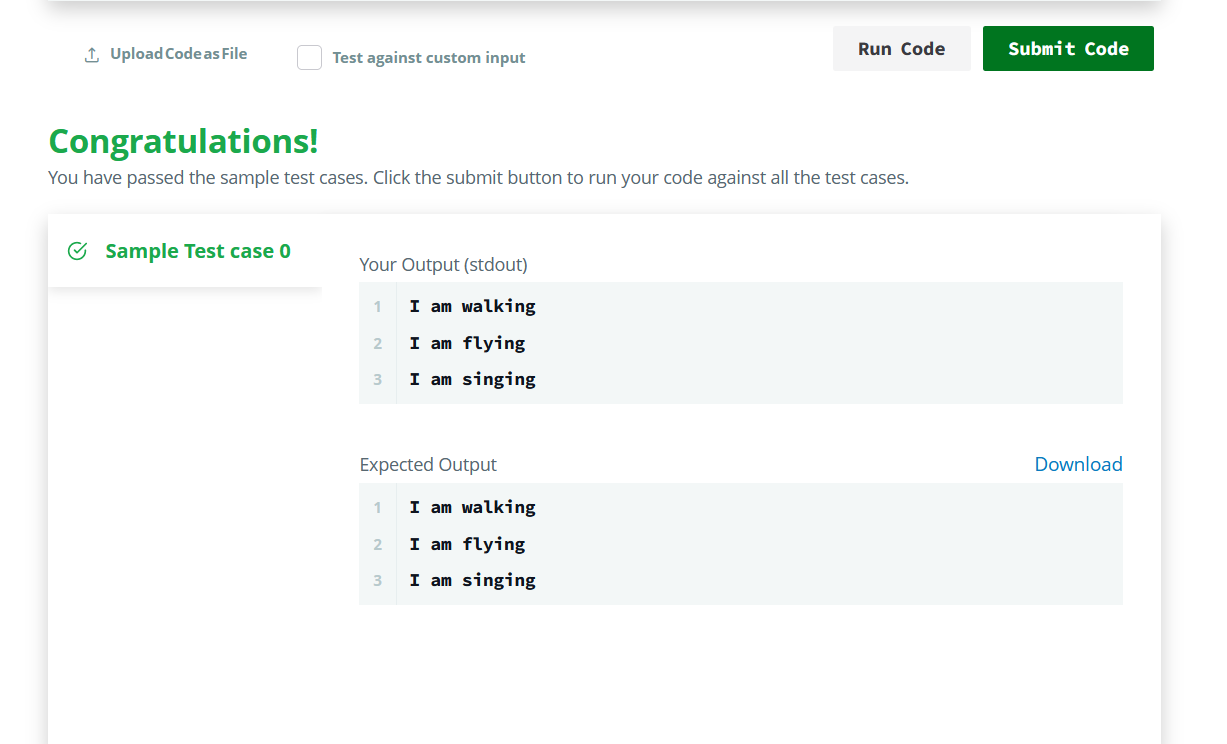 Upload Code as File
Test against custom input
Run Code
Submit Code
Congratulations!
You have passed the sample test cases. Click the submit button to run your code against all the test cases.
Sample Test case 0
Your Output (stdout)
1 I am walking
2 I am flying
3 I am singing
Expected Output
Download
1 I am walking
2 I am flying
3 I am singing